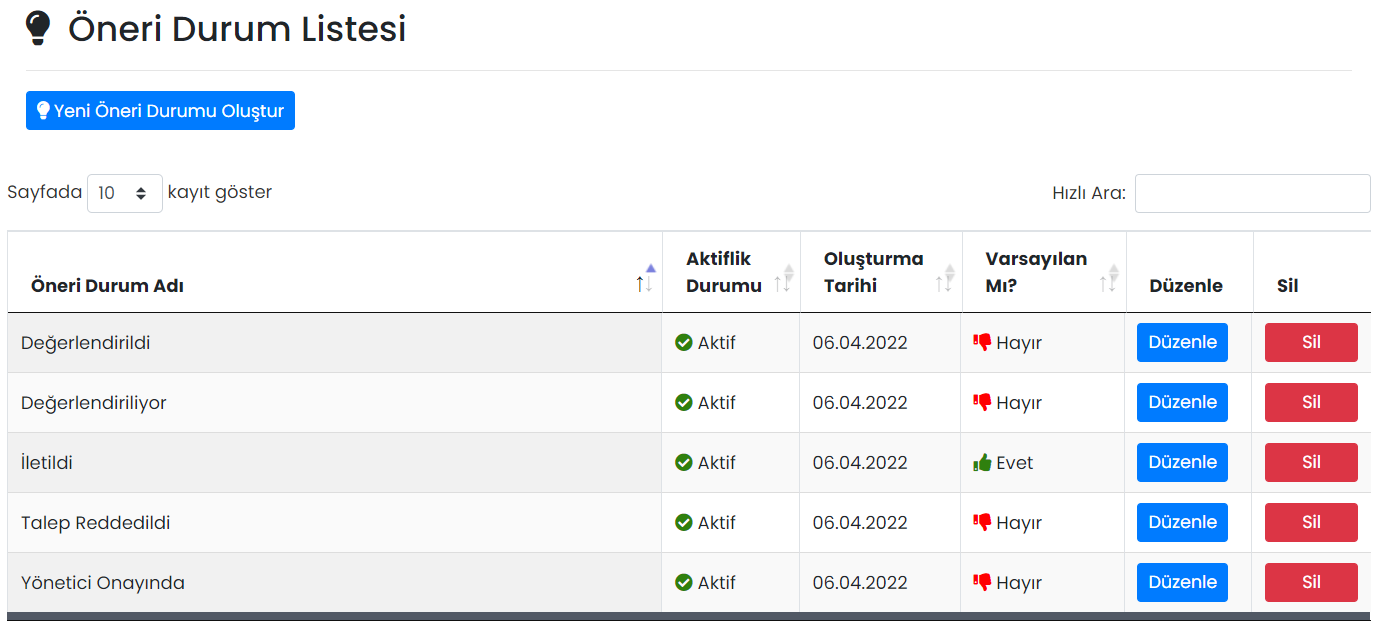 Öneri Durum Listesi
Yeni Öneri Durumu Oluştur
Sayfada 10 kayıt göster
Hızlı Ara:
Öneri Durum Adı Aktiflik Durumu Oluşturma Tarihi Varsayılan Mı? Düzenle Sil
Değerlendirildi Aktif 06.04.2022 Hayır Düzenle Sil
Değerlendiriliyor Aktif 06.04.2022 Hayır Düzenle Sil
İletildi Aktif 06.04.2022 Evet Düzenle Sil
Talep Reddedildi Aktif 06.04.2022 Hayır Düzenle Sil
Yönetici Onayında Aktif 06.04.2022 Hayır Düzenle Sil